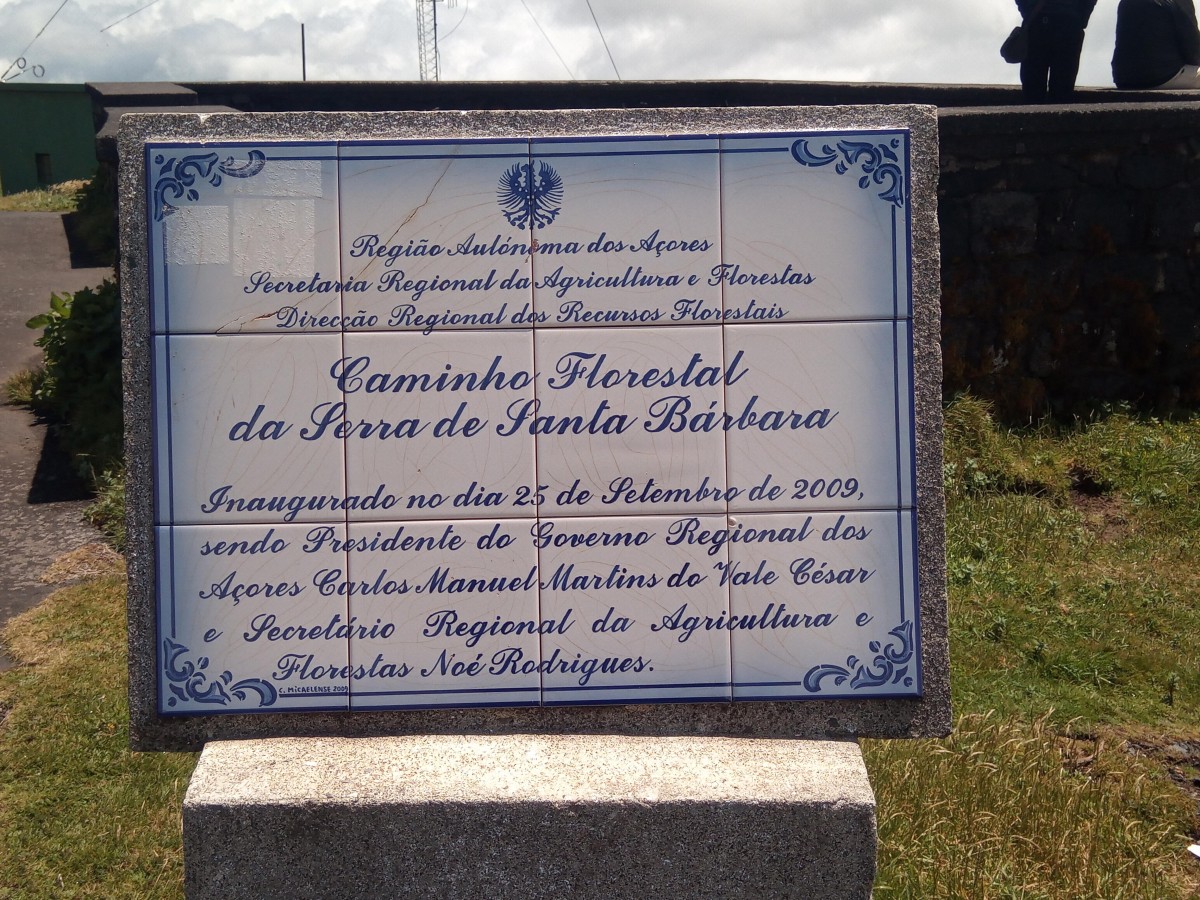 Região Autónoma dos Açores
Secretaria Regional da Agricultura e Florestas
Direcção Regional dos Recursos Florestais
Caminho Florestal
da Serra de Santa Bárbara
Inaugurado no dia 25 de Setembro de 2009,
sendo Presidente do Governo Regional dos
Açores Carlos Manuel Martins do Vale César
e Secretário Regional da Agricultura e
Florestas Noé Rodrigues.
C. MICAELENSE 2009